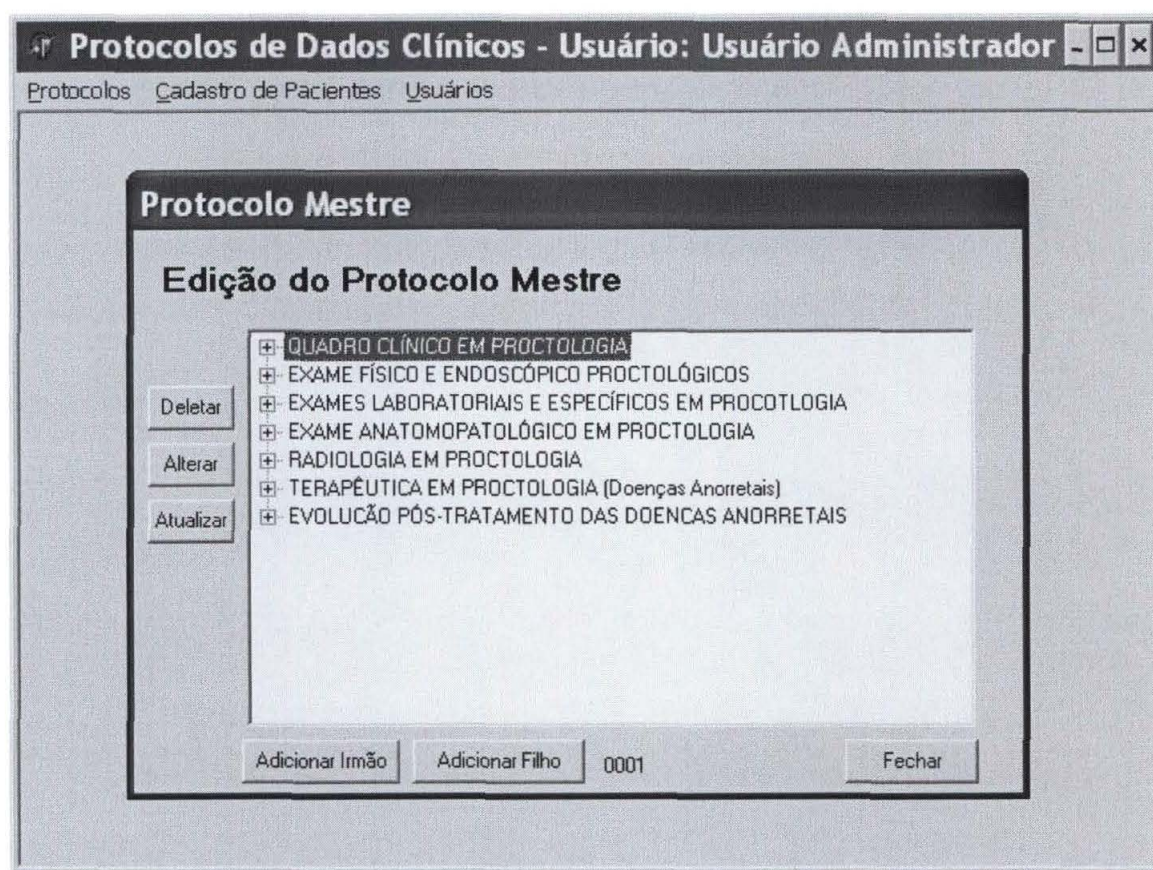 Protocolos de Dados Clínicos - Usuário: Usuário Administrador
Protocolos Cadastro de Pacientes Usuários
Protocolo Mestre
Edição do Protocolo Mestre
QUADRO CLÍNICO EM PROCTOLOGIA
EXAME FÍSICO E ENDOSCÓPICO PROCTOLÓGICOS
EXAMES LABORATORIAIS E ESPECÍFICOS EM PROCOTLOGIA
EXAME ANATOMOPATOLÓGICO EM PROCTOLOGIA
RADIOLOGIA EM PROCTOLOGIA
TERAPÊUTICA EM PROCTOLOGIA (Doenças Anorretais)
EVOLUCÃO PÓS-TRATAMENTO DAS DOENCAS ANORRETAIS
Deletar
Alterar
Atualizar
Adicionar Irmão Adicionar Filho 0001 Fechar